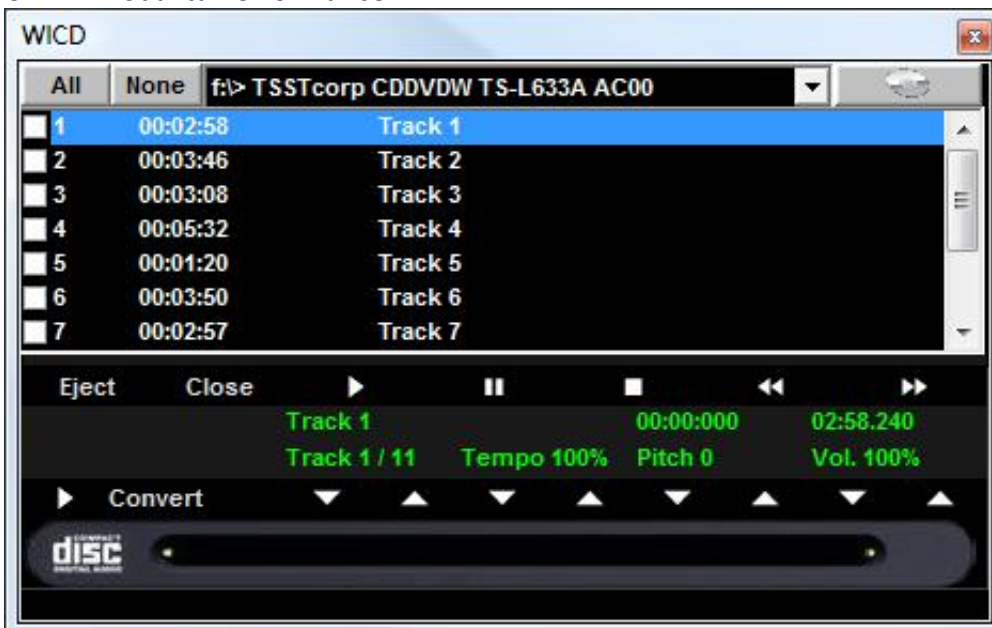 WICD
All None f:\> TSSTcorp CDDVDW TS-L633A AC00
1 00:02:58 Track 1
2 00:03:46 Track 2
3 00:03:08 Track 3
4 00:05:32 Track 4
5 00:01:20 Track 5
6 00:03:50 Track 6
7 00:02:57 Track 7
Eject Close
Track 1 00:00:000 02:58.240
Track 1 / 11 Tempo 100% Pitch 0 Vol. 100%
Convert
COMPACT
disc
DIGITAL AUDIO